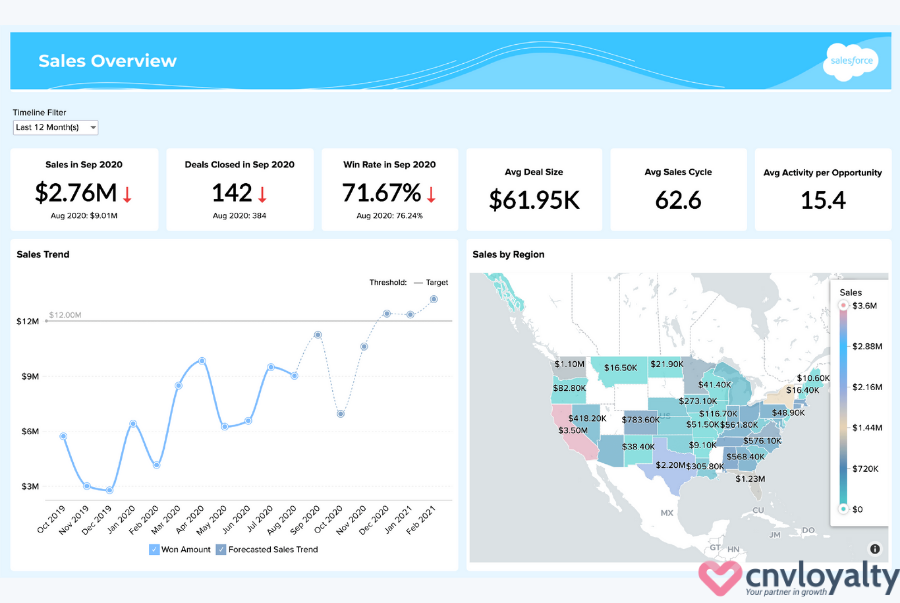 Sales Overview
salesforce
Timeline Filter
Last 12 Month(s)
Sales in Sep 2020
$2.76M
Aug 2020: $9.01M
Deals Closed in Sep 2020
142
Aug 2020: 384
Win Rate in Sep 2020
71.67%
Aug 2020: 76.24%
Avg Deal Size
$61.95K
Avg Sales Cycle
62.6
Avg Activity per Opportunity
15.4
Sales Trend
Threshold: — Target
$12.00M
$12M
$9M
$6M
$3M
Oct 2019
Nov 2019
Dec 2019
Jan 2020
Feb 2020
Mar 2020
Apr 2020
May 2020
Jun 2020
Jul 2020
Aug 2020
Sep 2020
Oct 2020
Nov 2020
Dec 2020
Jan 2021
Feb 2021
Won Amount
Forecasted Sales Trend
Sales by Region
$1.10M
$16.50K
$21.90K
$82.80K
$41.40K
$10.60K
$16.40K
$273.10K
$418.20K
$783.60K
$116.70K
$48.90K
$3.50M
$51.50K
$561.80K
$38.40K
$9.10K
$576.10K
$568.40K
$2.20M
$305.80K
$1.23M
MX
CU
DO
JM
GT
HN
Sales
$3.6M
$2.88M
$2.16M
$1.44M
$720K
$0
cnvloyalty
Your partner in growth